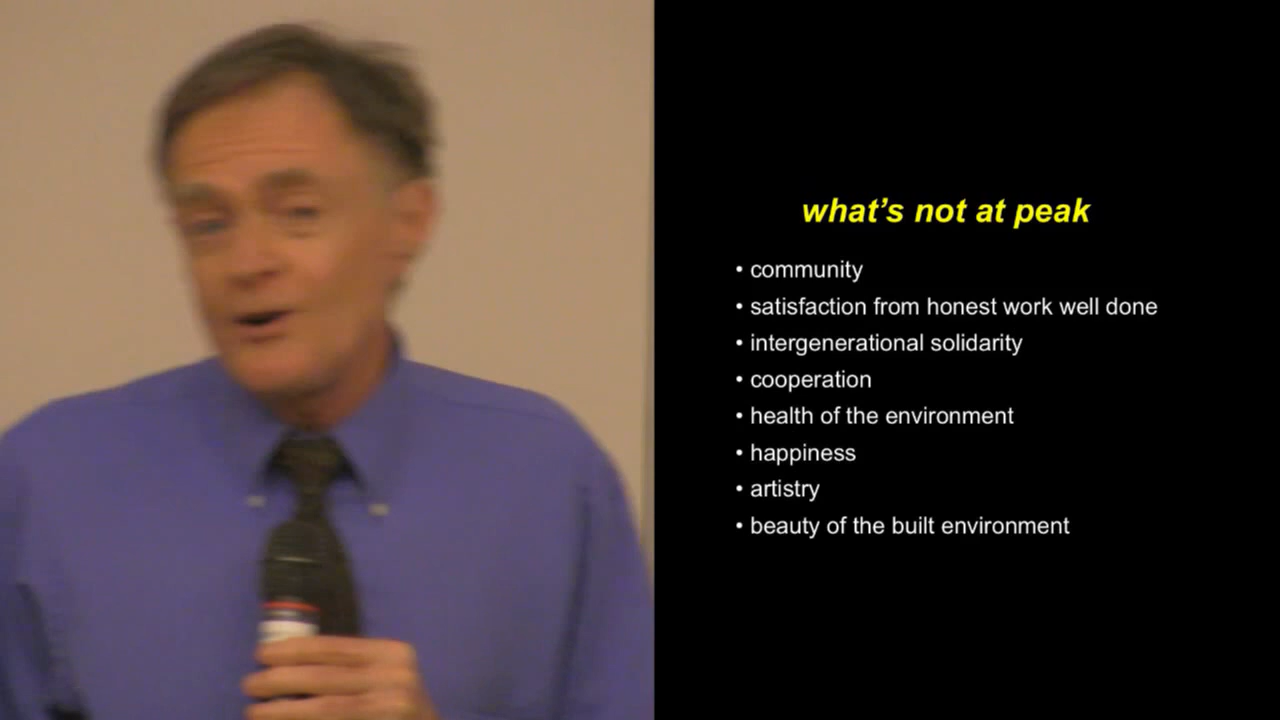 what's not at peak
• community
• satisfaction from honest work well done
• intergenerational solidarity
• cooperation
• health of the environment
• happiness
• artistry
• beauty of the built environment